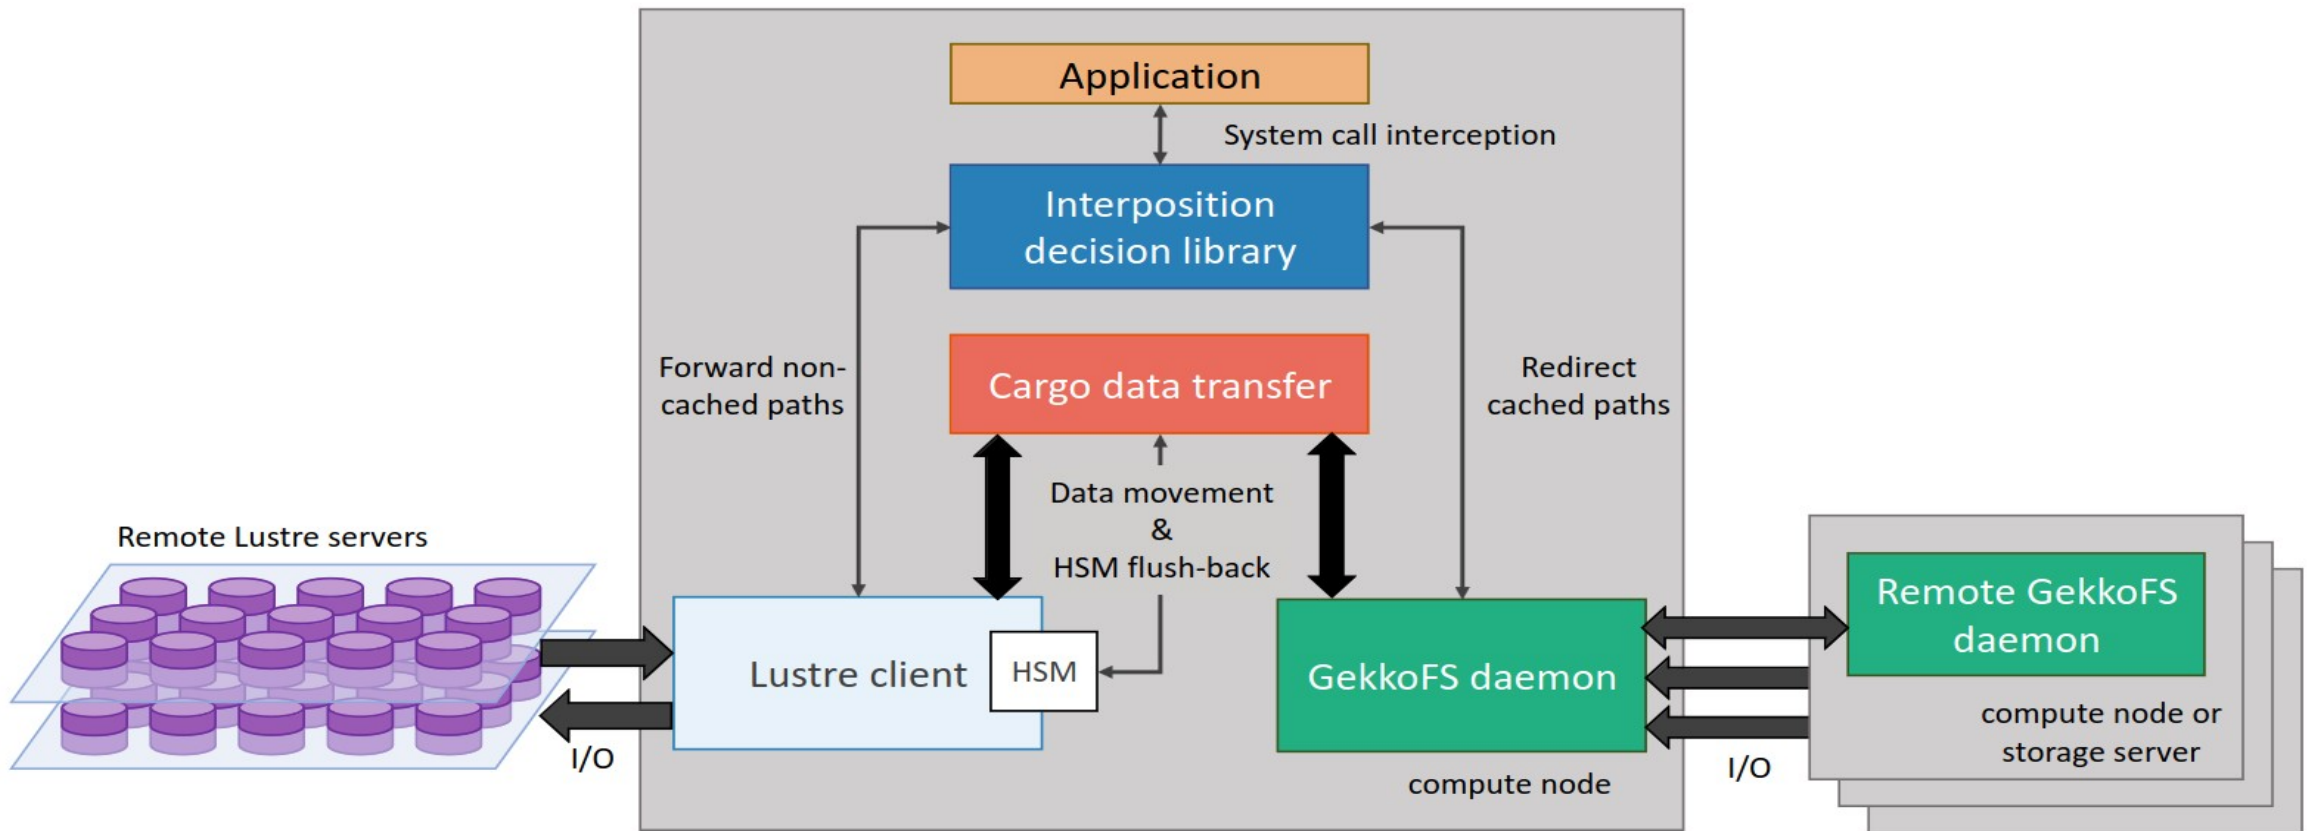 Application
System call interception
Interposition
decision library
Forward non-
cached paths
Cargo data transfer
Redirect
cached paths
Data movement
&
HSM flush-back
Remote Lustre servers
Lustre client
HSM
GekkoFS daemon
Remote GekkoFS
daemon
compute node or
storage server
I/O
I/O
compute node